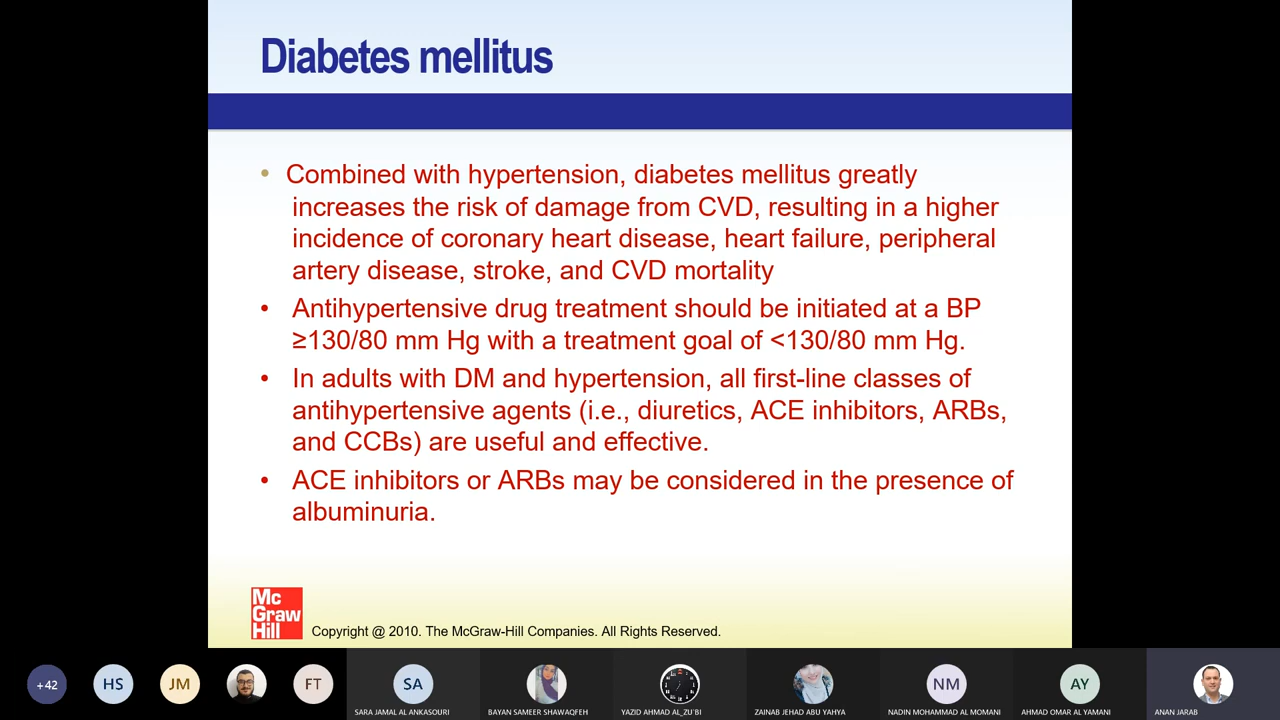 Diabetes mellitus
• Combined with hypertension, diabetes mellitus greatly
increases the risk of damage from CVD, resulting in a higher
incidence of coronary heart disease, heart failure, peripheral
artery disease, stroke, and CVD mortality
• Antihypertensive drug treatment should be initiated at a BP
≥130/80 mm Hg with a treatment goal of <130/80 mm Hg.
• In adults with DM and hypertension, all first-line classes of
antihypertensive agents (i.e., diuretics, ACE inhibitors, ARBs,
and CCBs) are useful and effective.
• ACE inhibitors or ARBs may be considered in the presence of
albuminuria.
Mc
Graw
Hill
Copyright @ 2010. The McGraw-Hill Companies. All Rights Reserved.
+42 HS JM FT SA NM AY
SARA JAMAL AL ANKASOURI BAYAN SAMEER SHAWAQFEH YAZID AHMAD AL_ZU`BI ZAINAB JEHAD ABU YAHYA NADIN MOHAMMAD AL MOMANI AHMAD OMAR AL YAMANI ANAN JARAB